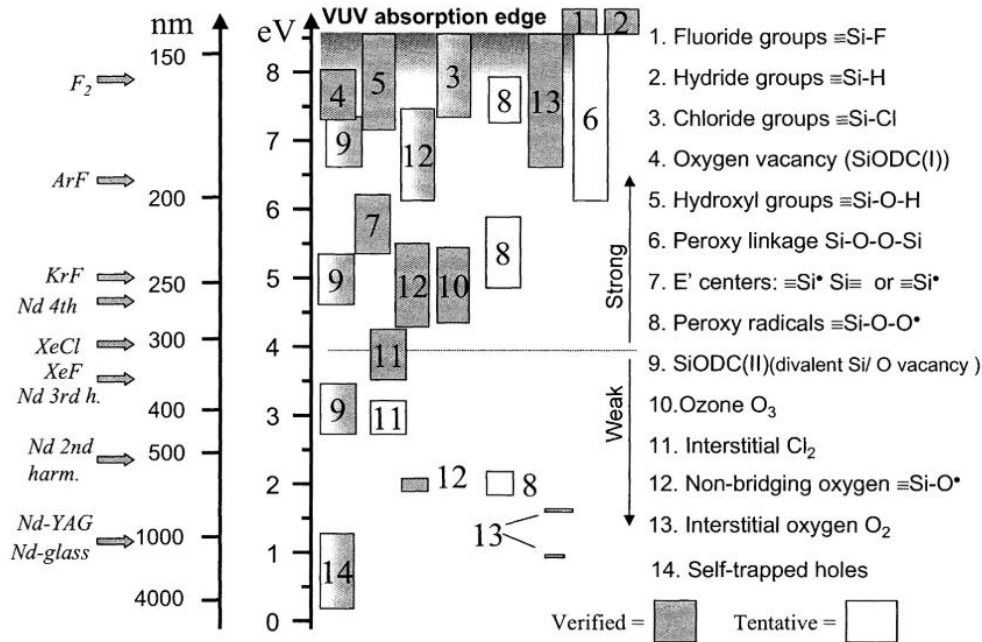 nm
eV
VUV absorption edge
150
200
250
300
400
500
1000
4000
8
7
6
5
4
3
2
1
0
F₂
ArF
KrF
Nd 4th
XeCl
XeF
Nd 3rd h.
Nd 2nd
harm.
Nd-YAG
Nd-glass
1
2
4
5
3
8
13
6
9
12
7
8
9
12
10
11
9
11
12
8
13
14
Strong
Weak
1. Fluoride groups ≡Si-F
2. Hydride groups ≡Si-H
3. Chloride groups ≡Si-Cl
4. Oxygen vacancy (SiODC(I))
5. Hydroxyl groups ≡Si-O-H
6. Peroxy linkage Si-O-O-Si
7. E' centers: ≡Si• Si≡ or ≡Si•
8. Peroxy radicals ≡Si-O-O•
9. SiODC(II)(divalent Si/ O vacancy )
10.Ozone O₃
11. Interstitial Cl₂
12. Non-bridging oxygen ≡Si-O•
13. Interstitial oxygen O₂
14. Self-trapped holes
Verified =
Tentative =